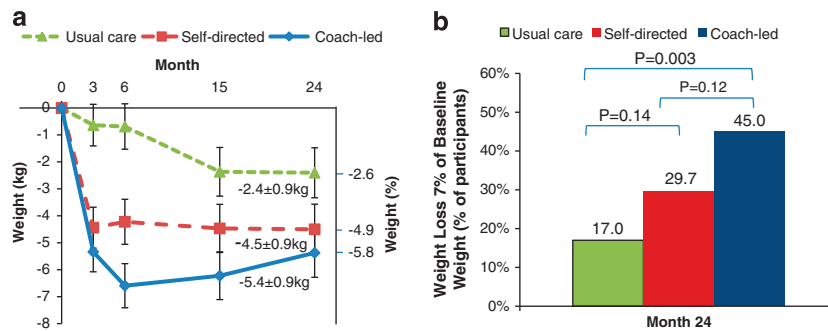 a
Usual care Self-directed Coach-led
Month
0 3 6 15 24
0
-1
-2
-3
-4
-5
-6
-7
-8
Weight (kg)
-2.4±0.9kg
-4.5±0.9kg
-5.4±0.9kg
-2.6
-4.9
-5.8
Weight (%)
b
Usual care Self-directed Coach-led
P=0.003
P=0.12
P=0.14
60%
50%
40%
30%
20%
10%
0%
Weight Loss 7% of Baseline
Weight (% of participants)
17.0
29.7
45.0
Month 24